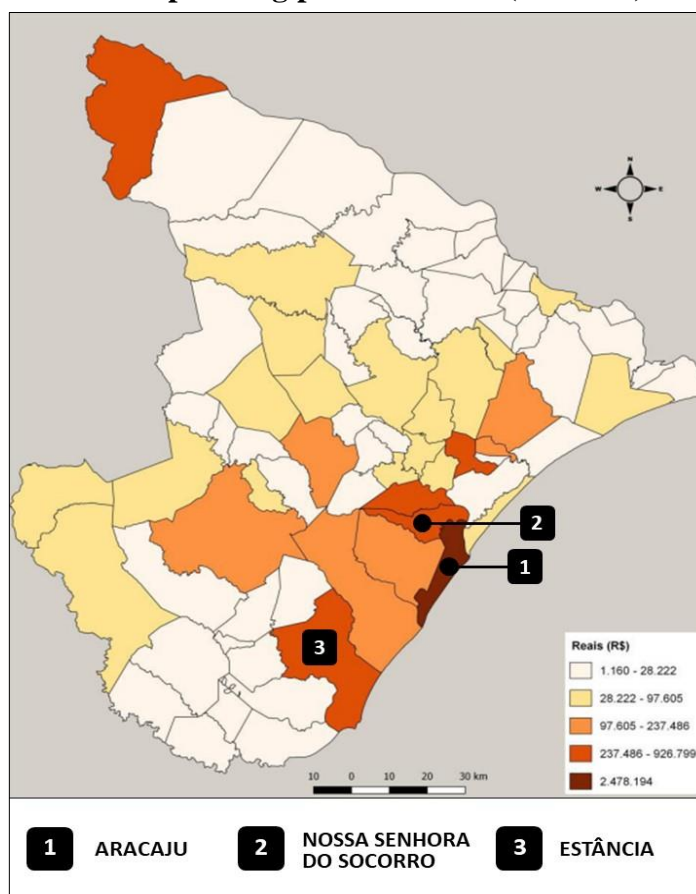 N
W E
S
2
1
3
Reais (R$)
1.160 - 28.222
28.222 - 97.605
97.605 - 237.486
237.486 - 926.799
2.478.194
10 0 10 20 30 km
1 ARACAJU
2 NOSSA SENHORA
DO SOCORRO
3 ESTÂNCIA